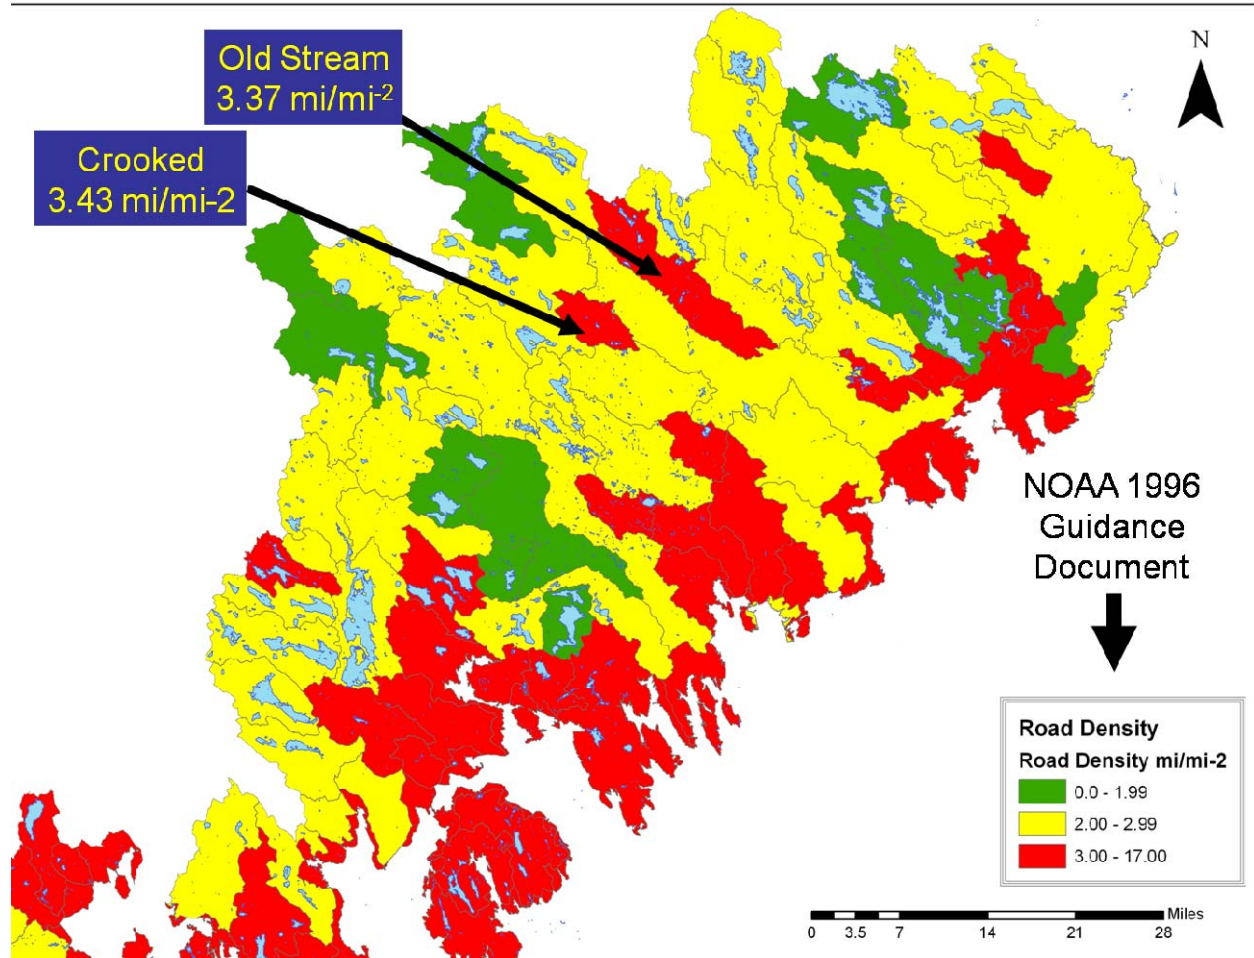 Old Stream
3.37 mi/mi⁻²
Crooked
3.43 mi/mi-2
N
NOAA 1996
Guidance
Document
Road Density
Road Density mi/mi-2
0.0 - 1.99
2.00 - 2.99
3.00 - 17.00
Miles
0 3.5 7 14 21 28